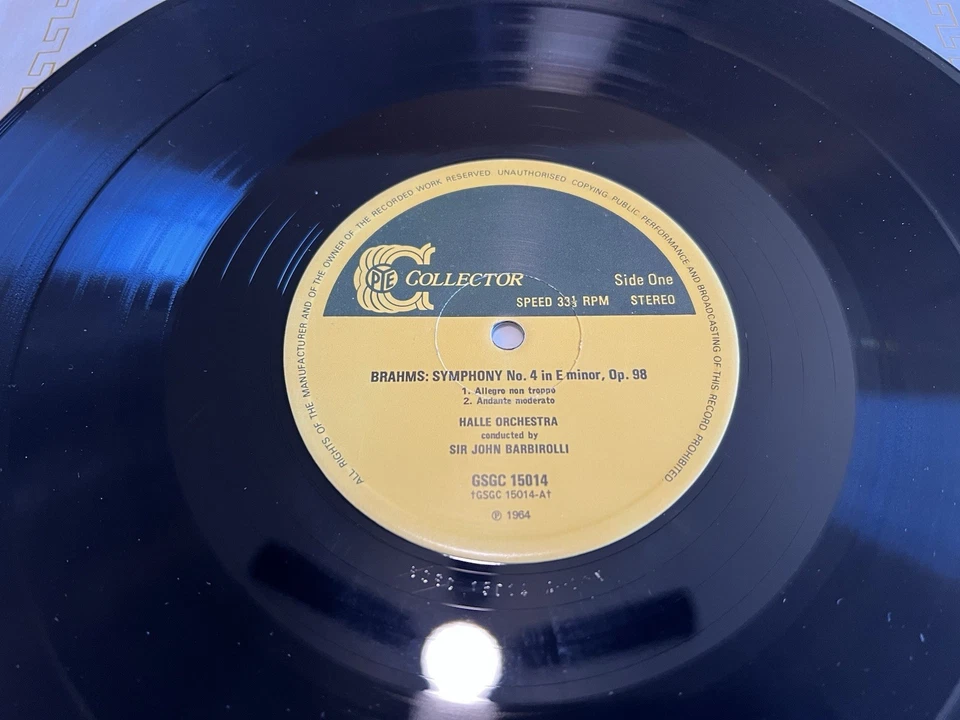 ALL RIGHTS OF THE MANUFACTURER AND OF THE OWNER OF THE RECORDED WORK RESERVED UNAUTHORISED COPYING PUBLIC PERFORMANCE AND BROADCASTING OF THIS RECORD PROHIBITED
PYE COLLECTOR
Side One
SPEED 33⅓ RPM STEREO
BRAHMS: SYMPHONY No. 4 in E minor, Op. 98
1. Allegro non troppo
2. Andante moderato
HALLE ORCHESTRA
conducted by
SIR JOHN BARBIROLLI
GSGC 15014
†GSGC 15014-A†
℗ 1964